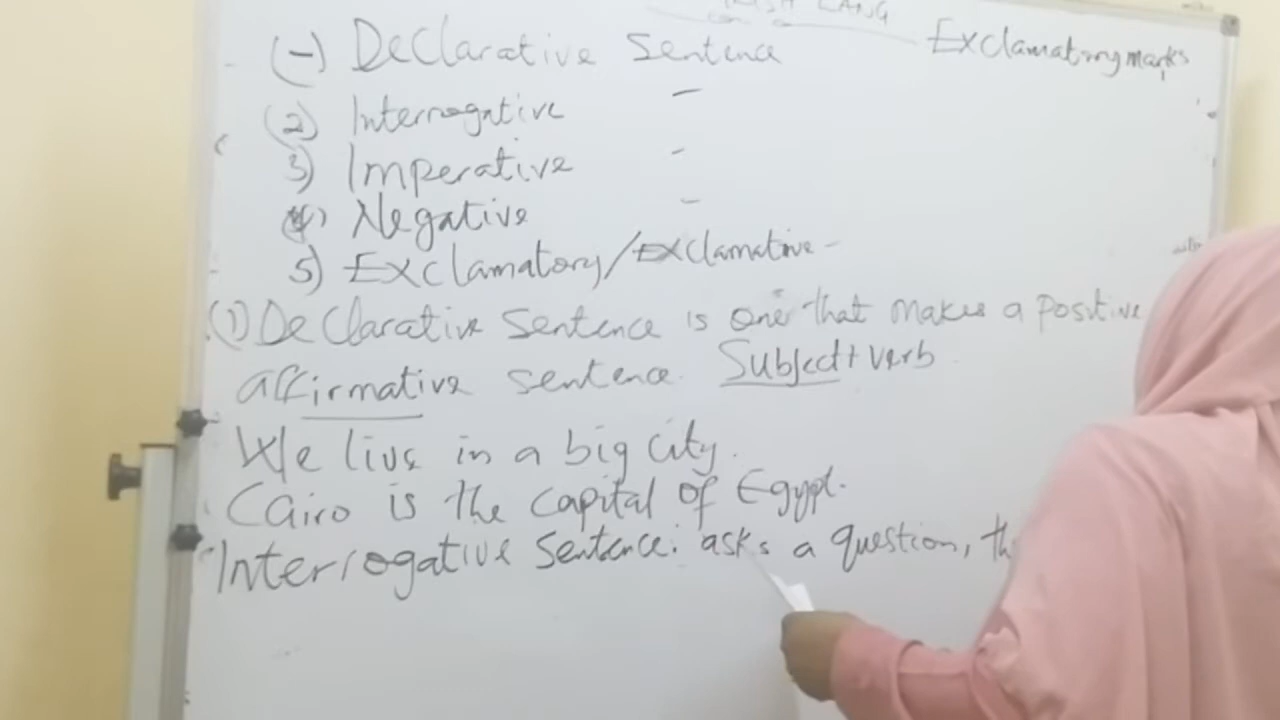 LANG
Exclamatory marks
(-) Declarative Sentence
(2) Interrogative -
3) Imperative -
(4) Negative -
5) Exclamatory/Exclamative -
(1) Declarative Sentence is one that makes a positive
affirmative sentence. Subject + verb
We live in a big city.
Cairo is the capital of Egypt.
Interrogative Sentence: asks a question, th